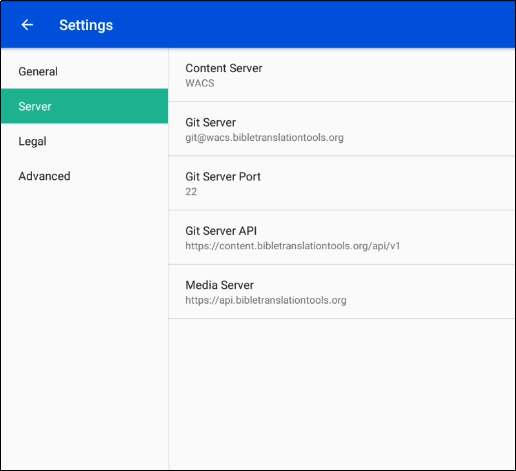 Settings
General
Server
Legal
Advanced
Content Server
WACS
Git Server
git@wacs.bibletranslationtools.org
Git Server Port
22
Git Server API
https://content.bibletranslationtools.org/api/v1
Media Server
https://api.bibletranslationtools.org